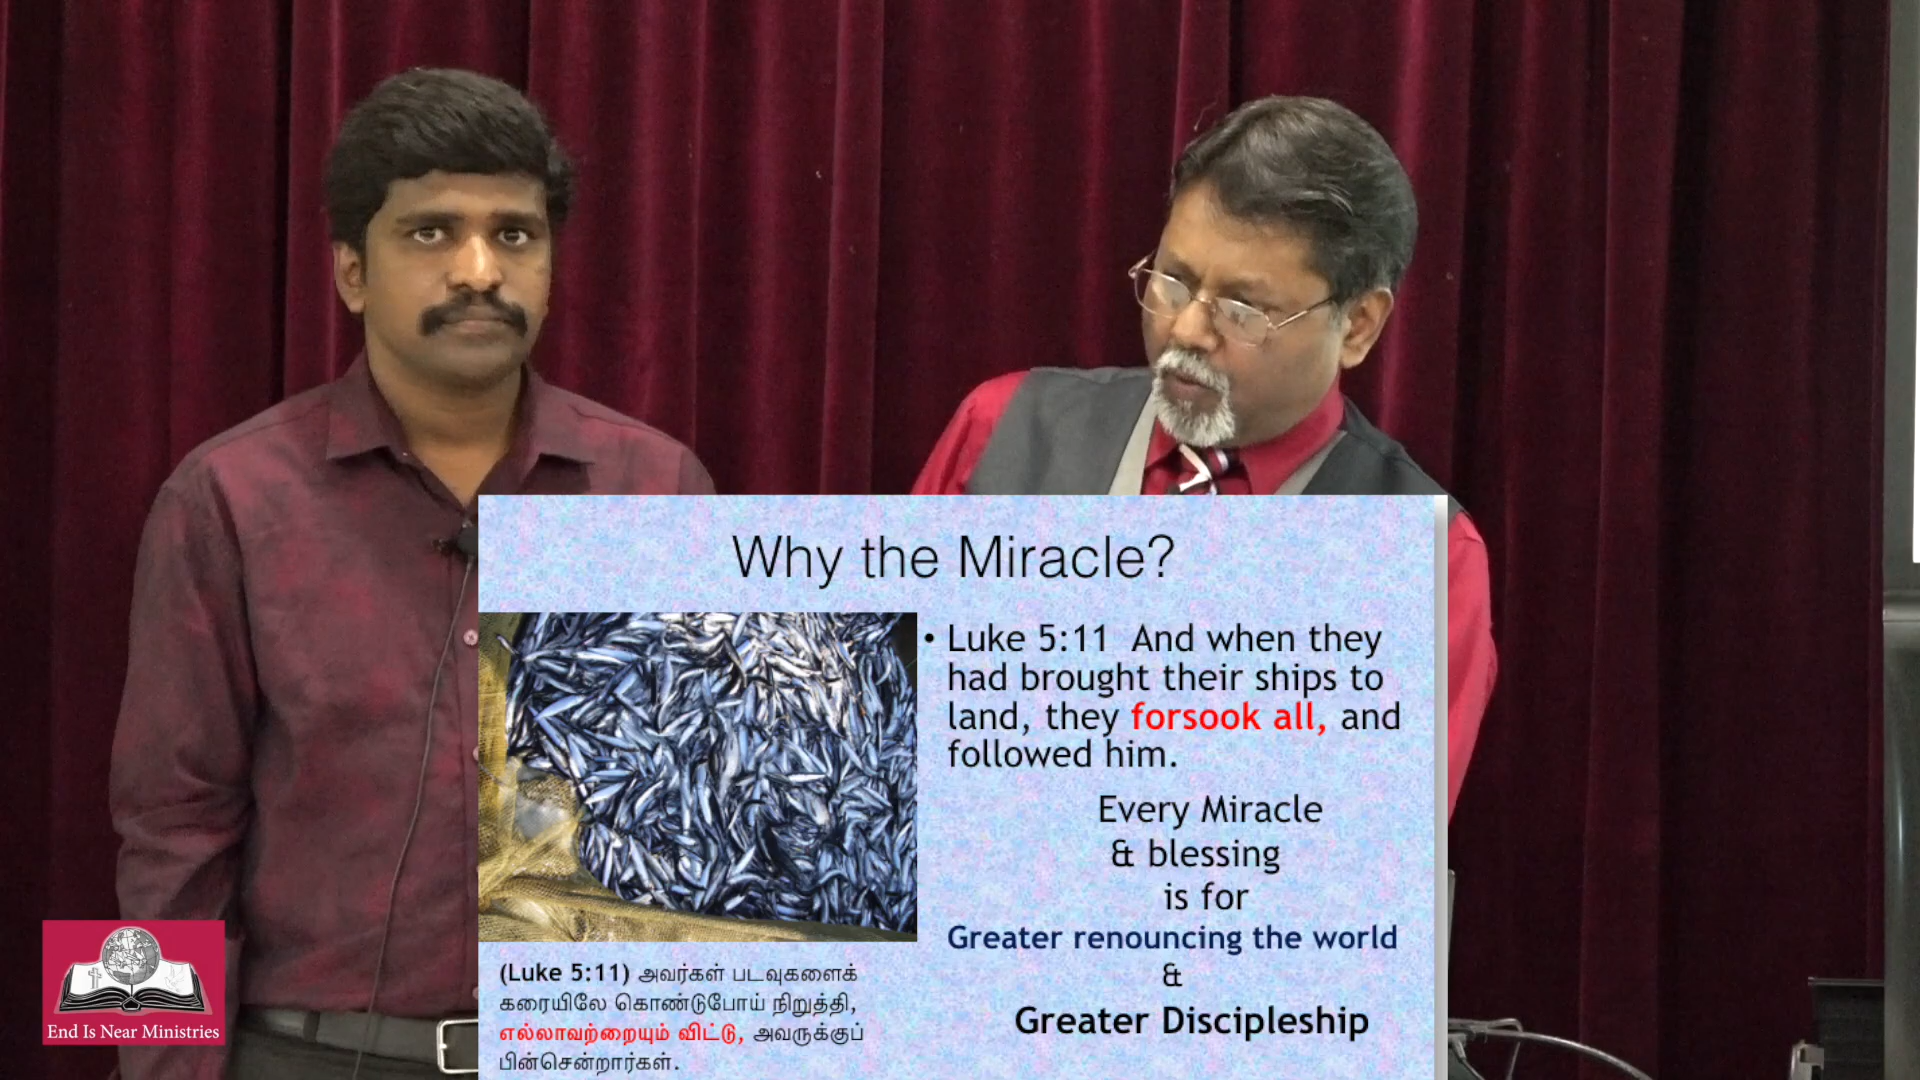 Why the Miracle?
• Luke 5:11 And when they
had brought their ships to
land, they forsook all, and
followed him.
Every Miracle
& blessing
is for
Greater renouncing the world
&
Greater Discipleship
(Luke 5:11) அவர்கள் படவுகளைக்
கரையிலே கொண்டுபோய் நிறுத்தி,
எல்லாவற்றையும் விட்டு, அவருக்குப்
பின்சென்றார்கள்.
End Is Near Ministries